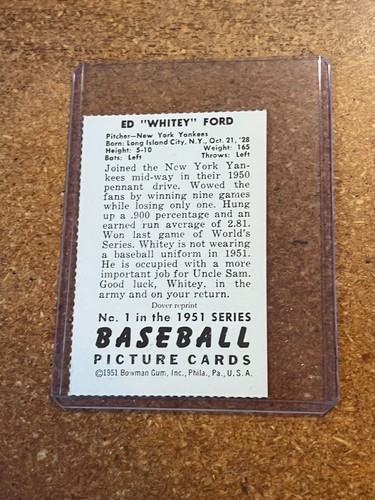 ED "WHITEY" FORD
Pitcher—New York Yankees
Born: Long Island City, N.Y., Oct. 21, '28
Height: 5-10 Weight: 165
Bats: Left Throws: Left
Joined the New York Yan-
kees mid-way in their 1950
pennant drive. Wowed the
fans by winning nine games
while losing only one. Hung
up a .900 percentage and an
earned run average of 2.81.
Won last game of World's
Series. Whitey is not wearing
a baseball uniform in 1951.
He is occupied with a more
important job for Uncle Sam.
Good luck, Whitey, in the
army and on your return.
Dover reprint
No. 1 in the 1951 SERIES
BASEBALL
PICTURE CARDS
©1951 Bowman Gum, Inc., Phila., Pa., U.S.A.